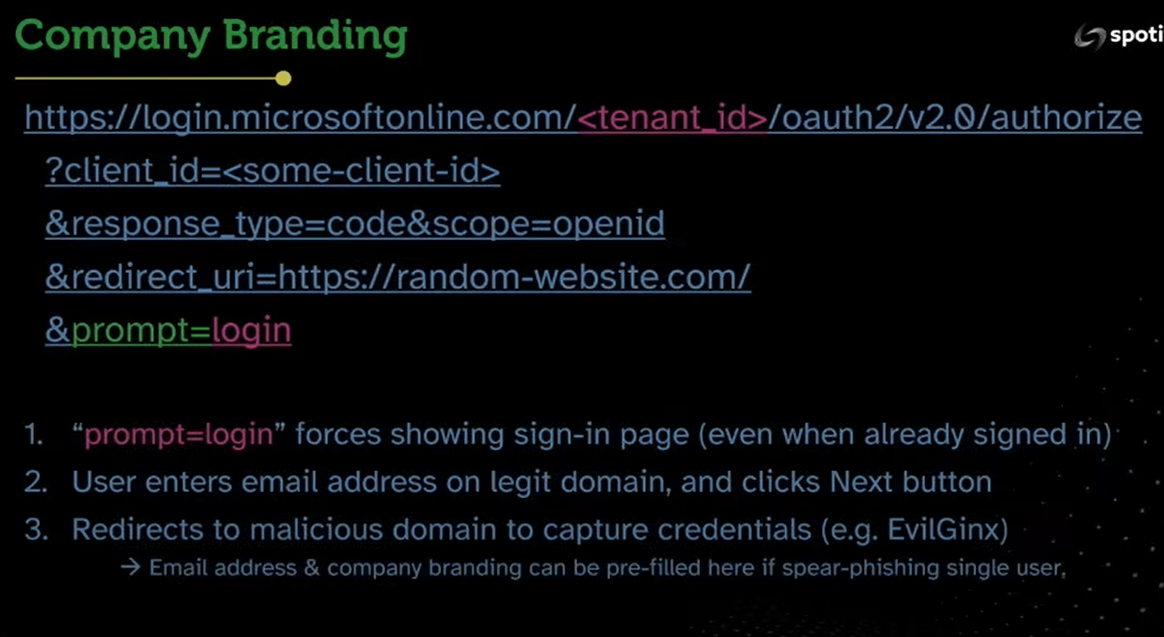 Company Branding
spoti
https://login.microsoftonline.com/<tenant_id>/oauth2/v2.0/authorize
?client_id=<some-client-id>
&response_type=code&scope=openid
&redirect_uri=https://random-website.com/
&prompt=login
1. “prompt=login” forces showing sign-in page (even when already signed in)
2. User enters email address on legit domain, and clicks Next button
3. Redirects to malicious domain to capture credentials (e.g. EvilGinx)
→ Email address & company branding can be pre-filled here if spear-phishing single user.